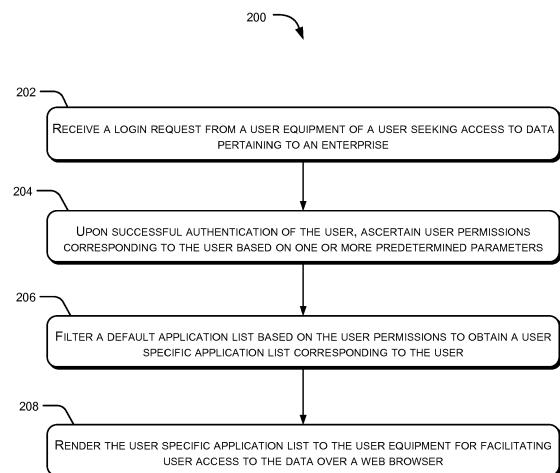 200
202
RECEIVE A LOGIN REQUEST FROM A USER EQUIPMENT OF A USER SEEKING ACCESS TO DATA
PERTAINING TO AN ENTERPRISE
204
UPON SUCCESSFUL AUTHENTICATION OF THE USER, ASCERTAIN USER PERMISSIONS
CORRESPONDING TO THE USER BASED ON ONE OR MORE PREDETERMINED PARAMETERS
206
FILTER A DEFAULT APPLICATION LIST BASED ON THE USER PERMISSIONS TO OBTAIN A USER
SPECIFIC APPLICATION LIST CORRESPONDING TO THE USER
208
RENDER THE USER SPECIFIC APPLICATION LIST TO THE USER EQUIPMENT FOR FACILITATING
USER ACCESS TO THE DATA OVER A WEB BROWSER